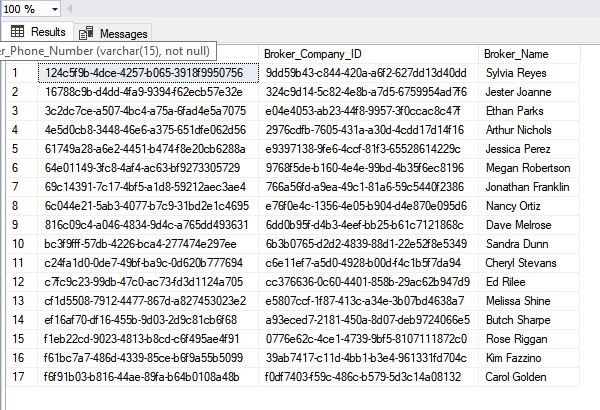 100 %
Results Messages
er_Phone_Number (varchar(15), not null)
Broker_Company_ID Broker_Name
1 124c5f9b-4dce-4257-b065-3918f9950756 9dd59b43-c844-420a-a6f2-627dd13d40dd Sylvia Reyes
2 16788c9b-d4dd-4fa9-9394-f62ecb57e32e 324c9d14-5c82-4e8b-a7d5-6759954ad7f6 Jester Joanne
3 3c2dc7ce-a507-4bc4-a75a-6fad4e5a7075 e04e4053-ab23-44f8-9957-3f0ccac8c47f Ethan Parks
4 4e5d0cb8-3448-46e6-a375-651dfe062d56 2976cdfb-7605-431a-a30d-4cdd17d14f16 Arthur Nichols
5 61749a28-a6e2-4451-b474-f8e20cb6288a e9397138-9fe6-4ccf-81f3-65528614229c Jessica Perez
6 64e01149-3fc8-4af4-ac63-bf9273305729 9768f5de-b160-4e4e-99bd-4b35f6ec8196 Megan Robertson
7 69c14391-7c17-4bf5-a1d8-59212aec3ae4 766a56fd-a9ea-49c1-81a6-59c5440f2386 Jonathan Franklin
8 6c044e21-5ab3-4077-b7c9-31bd2e1c4695 e76f0e4c-1356-4e05-b904-d4e870e095d6 Nancy Ortiz
9 816c09c4-a046-4834-9d4c-a765dd493631 6dd0b95f-d4b3-4eef-bb25-b61c7121868c Dave Melrose
10 bc3f9fff-57db-4226-bca4-277474e297ee 6b3b0765-d2d2-4839-88d1-22e52f8e5349 Sandra Dunn
11 c24fa1d0-0de7-49bf-ba9c-0d620b777694 c6e11ef7-a5d0-4928-b00d-f4c1b5f7da94 Cheryl Stevans
12 c7fc9c23-99db-47c0-ac73-fd3d1124a705 cc376636-0c60-4401-858b-29ac62b947d9 Ed Rilee
13 cf1d5508-7912-4477-867d-a827453023e2 e5807ccf-1f87-413c-a34e-3b07bd4638a7 Melissa Shine
14 ef16af70-df16-455b-9d03-2d9c81cb6f68 a93eced7-2181-450a-8d07-deb9724066e5 Butch Sharpe
15 f1eb22cd-9023-4813-b8cd-c6f495ae4f91 0776e62c-4ce1-4739-9bf5-8107111872c0 Rose Riggan
16 f61bc7a7-486d-4339-85ce-b6f9a55b5099 39ab7417-c11d-4bb1-b3e4-961331fd704c Kim Fazzino
17 f6f91b03-b816-44ae-89fa-b64b0108a48b f0df7403-f59c-486c-b579-5d3c14a08132 Carol Golden